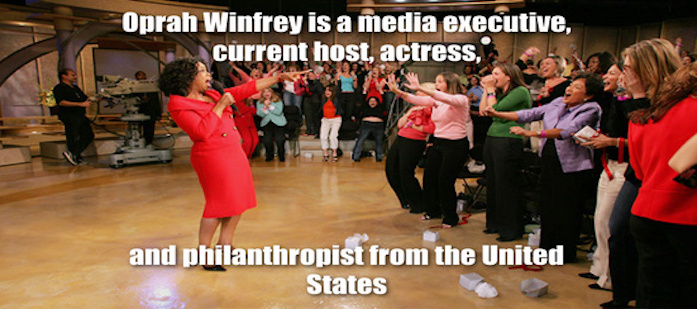 Oprah Winfrey is a media executive,
current host, actress,
and philanthropist from the United
States